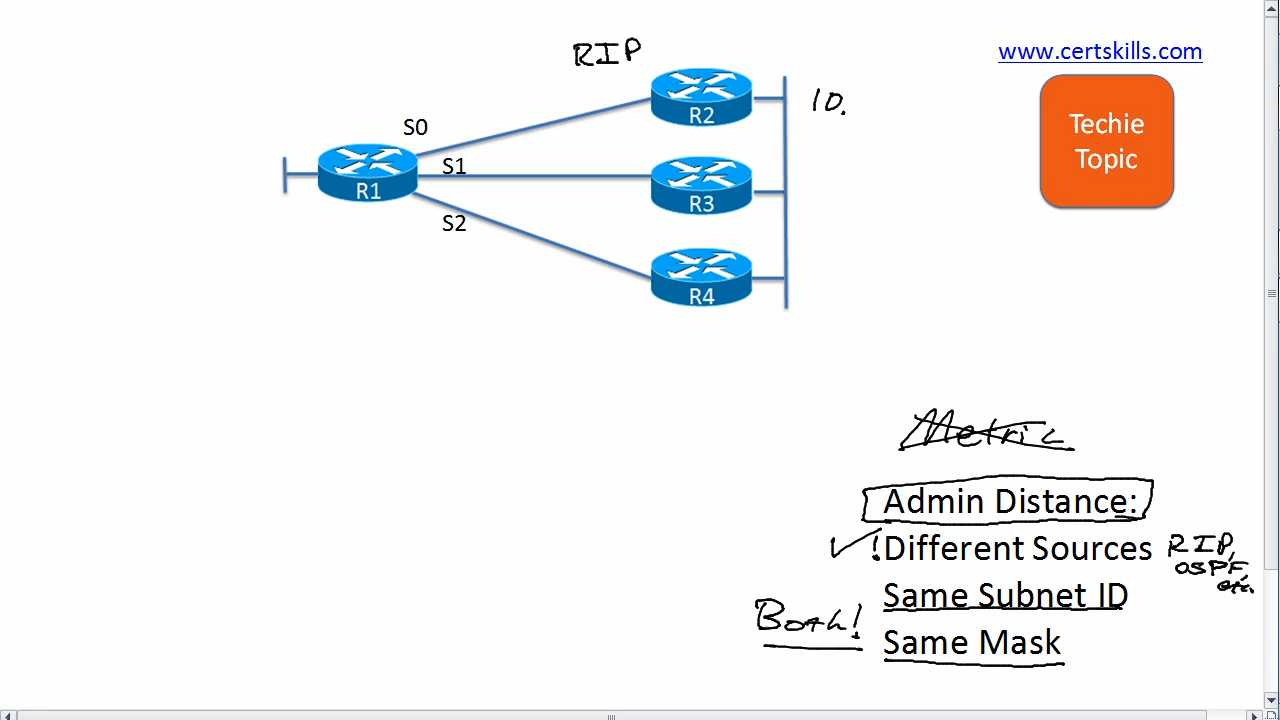 RIP
www.certskills.com
10.
Techie
Topic
R2
S0
S1
R1
R3
S2
R4
Metric
Admin Distance:
! Different Sources RIP,
OSPF,
etc.
Same Subnet ID
Both!
Same Mask